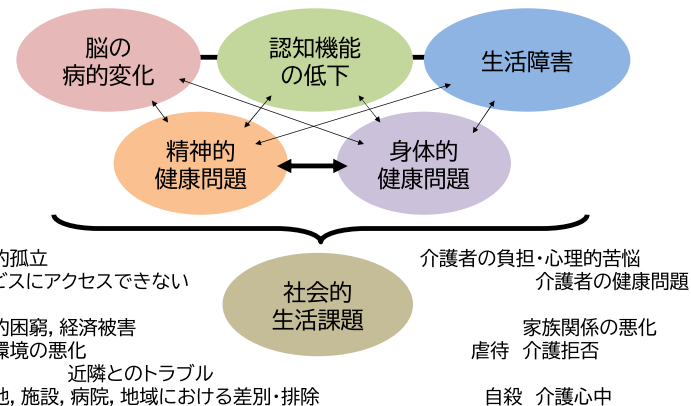 脳の
病的変化
認知機能
の低下
生活障害
精神的
健康問題
身体的
健康問題
社会的
生活課題
的孤立
ビスにアクセスできない
的困窮，経済被害
環境の悪化
近隣とのトラブル
他，施設，病院，地域における差別・排除
介護者の負担・心理的苦悩
介護者の健康問題
家族関係の悪化
虐待 介護拒否
自殺 介護心中